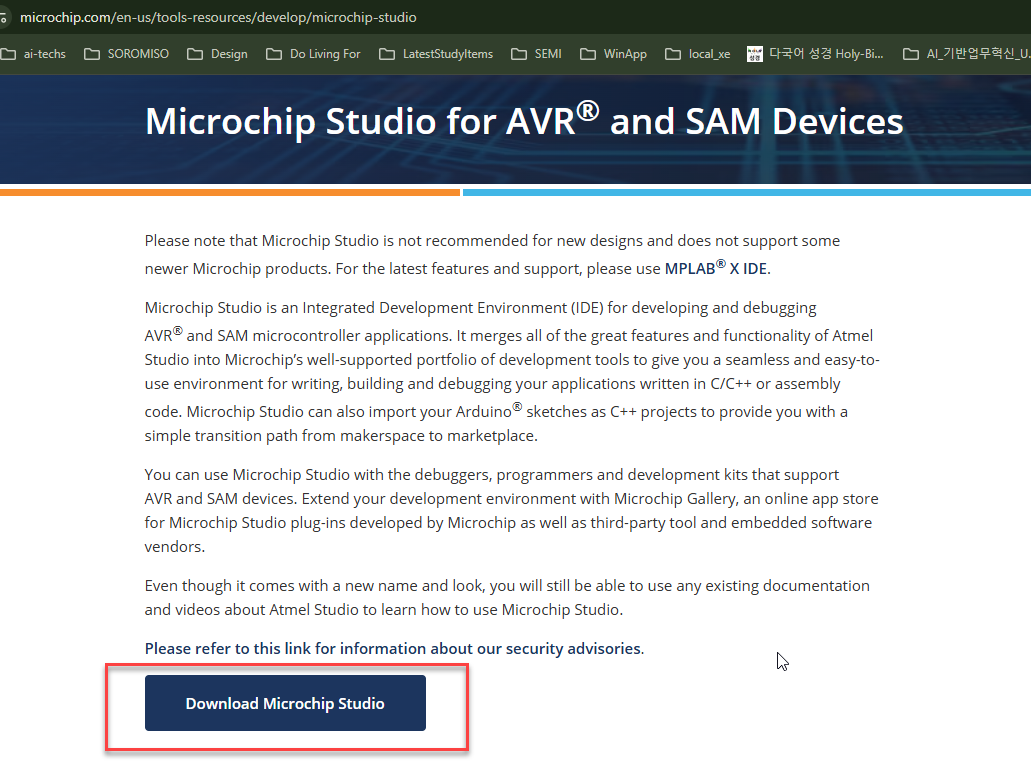 microchip.com/en-us/tools-resources/develop/microchip-studio
ai-techs SOROMISO Design Do Living For LatestStudyItems SEMI WinApp local_xe 다국어 성경 Holy-Bi... AI_기반업무혁신_U...
Microchip Studio for AVR® and SAM Devices
Please note that Microchip Studio is not recommended for new designs and does not support some
newer Microchip products. For the latest features and support, please use MPLAB® X IDE.
Microchip Studio is an Integrated Development Environment (IDE) for developing and debugging
AVR® and SAM microcontroller applications. It merges all of the great features and functionality of Atmel
Studio into Microchip’s well-supported portfolio of development tools to give you a seamless and easy-to-
use environment for writing, building and debugging your applications written in C/C++ or assembly
code. Microchip Studio can also import your Arduino® sketches as C++ projects to provide you with a
simple transition path from makerspace to marketplace.
You can use Microchip Studio with the debuggers, programmers and development kits that support
AVR and SAM devices. Extend your development environment with Microchip Gallery, an online app store
for Microchip Studio plug-ins developed by Microchip as well as third-party tool and embedded software
vendors.
Even though it comes with a new name and look, you will still be able to use any existing documentation
and videos about Atmel Studio to learn how to use Microchip Studio.
Please refer to this link for information about our security advisories.
Download Microchip Studio